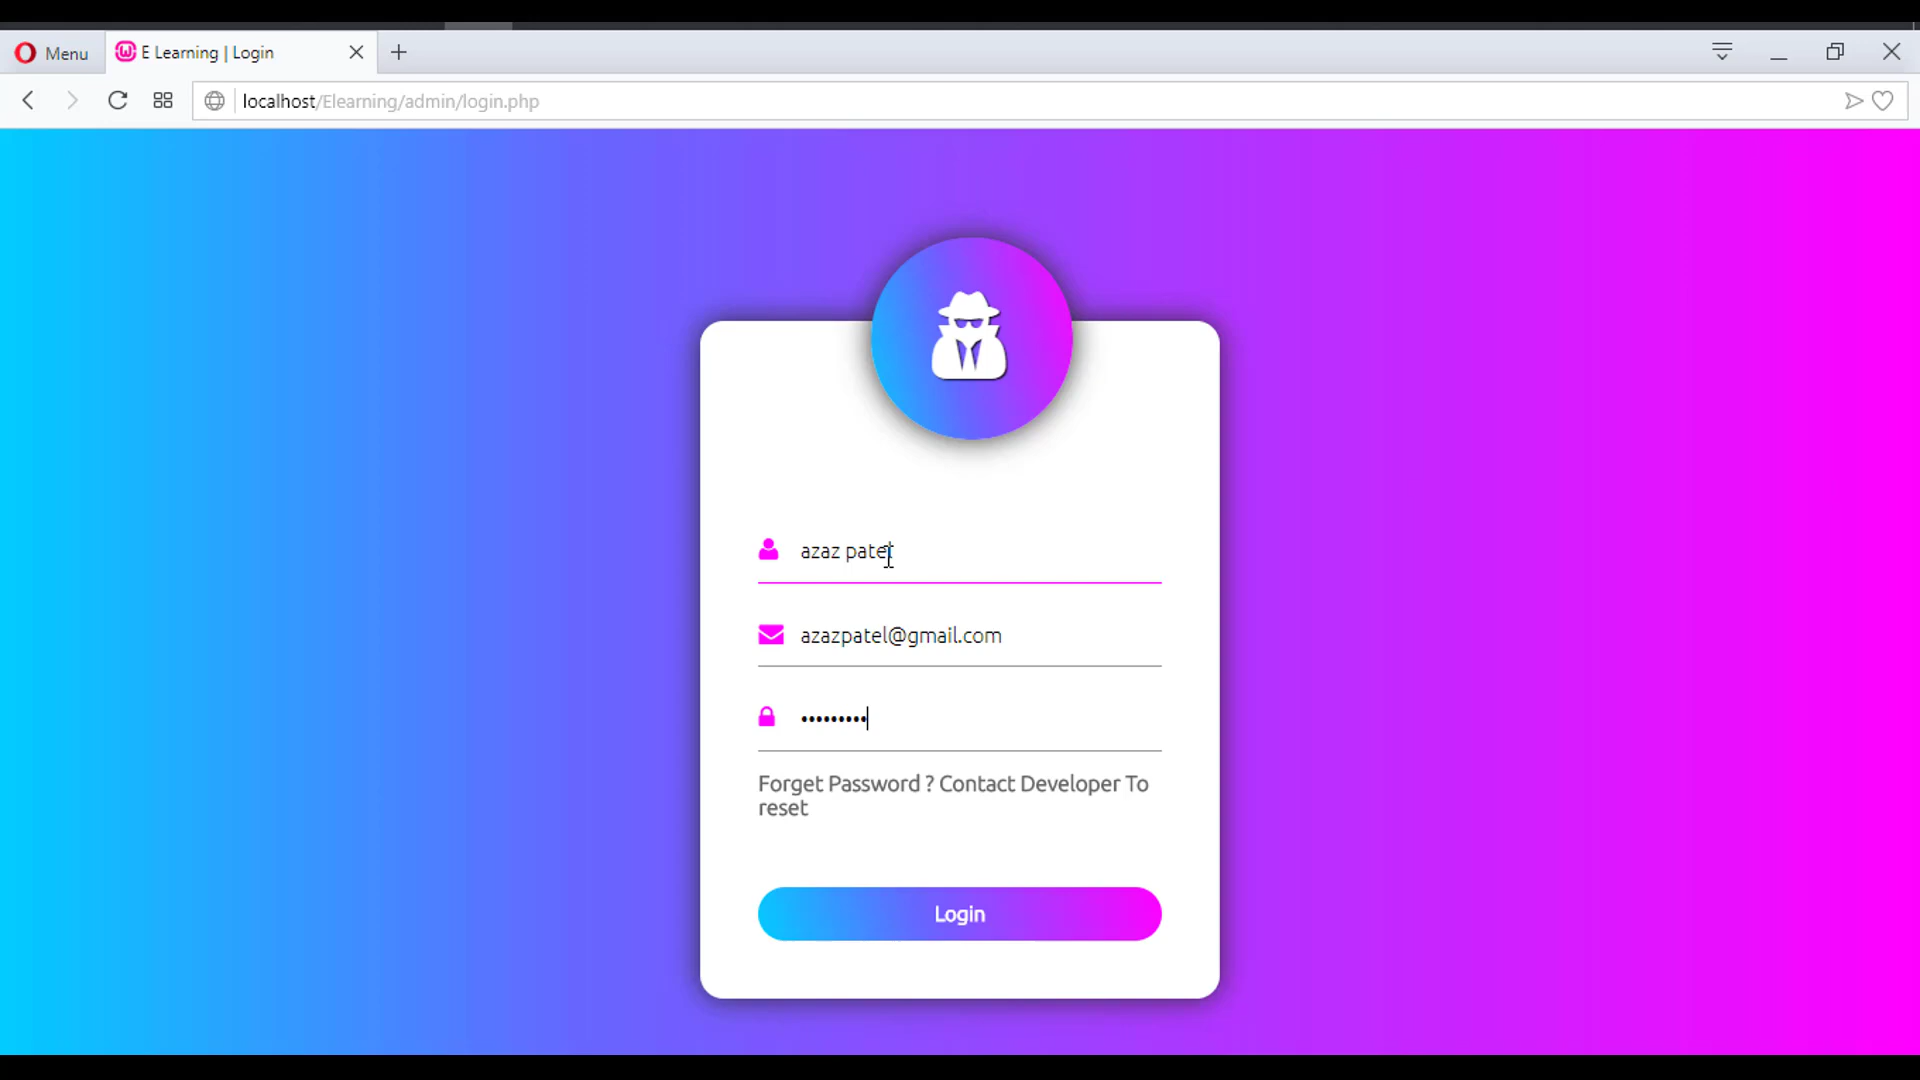 Menu
E Learning | Login
localhost/Elearning/admin/login.php
azaz patel
azazpatel@gmail.com
•••••••••
Forget Password ? Contact Developer To
reset
Login